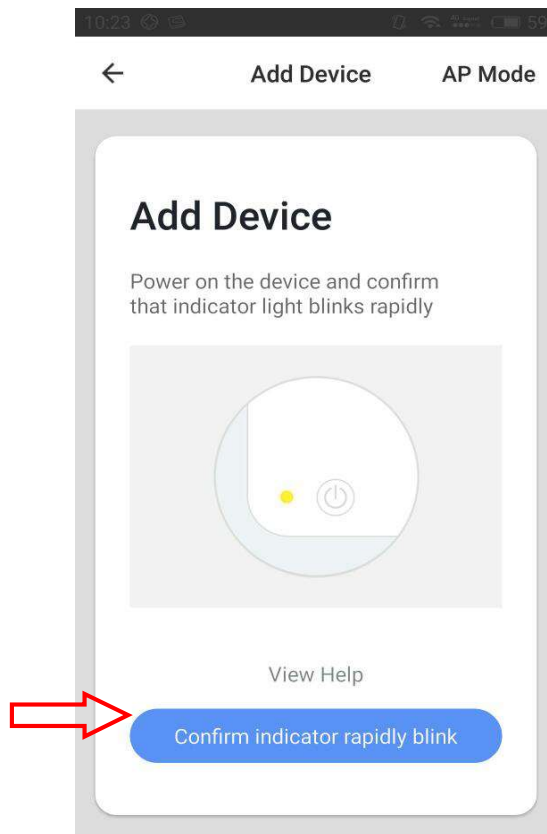 10:23
59
Add Device
AP Mode
Add Device
Power on the device and confirm
that indicator light blinks rapidly
View Help
Confirm indicator rapidly blink